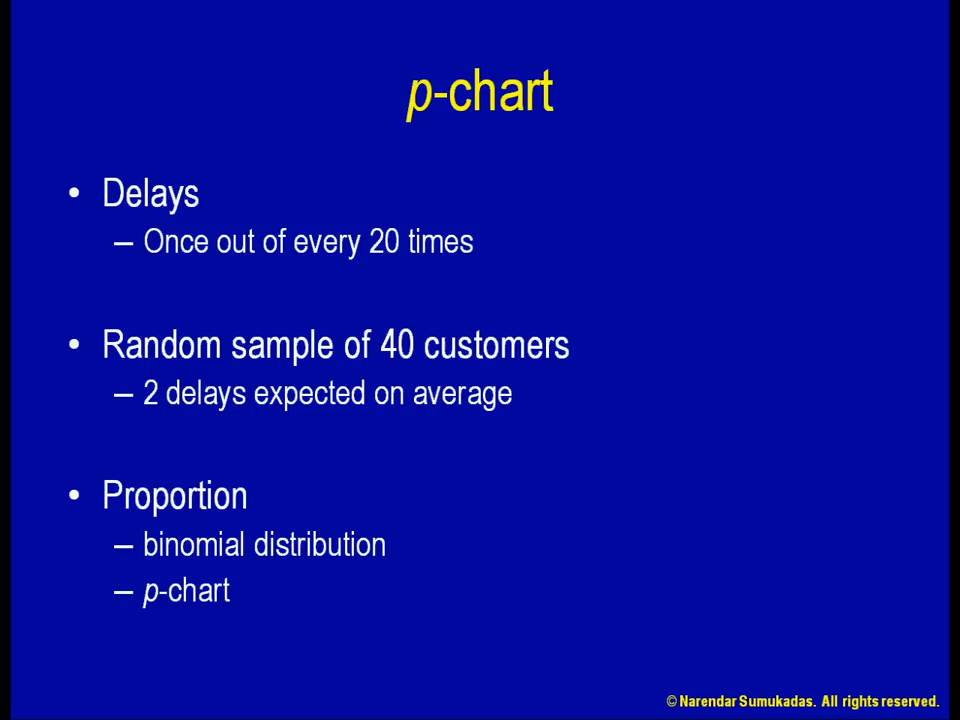 p-chart
• Delays
– Once out of every 20 times
• Random sample of 40 customers
– 2 delays expected on average
• Proportion
– binomial distribution
– p-chart
© Narendar Sumukadas. All rights reserved.